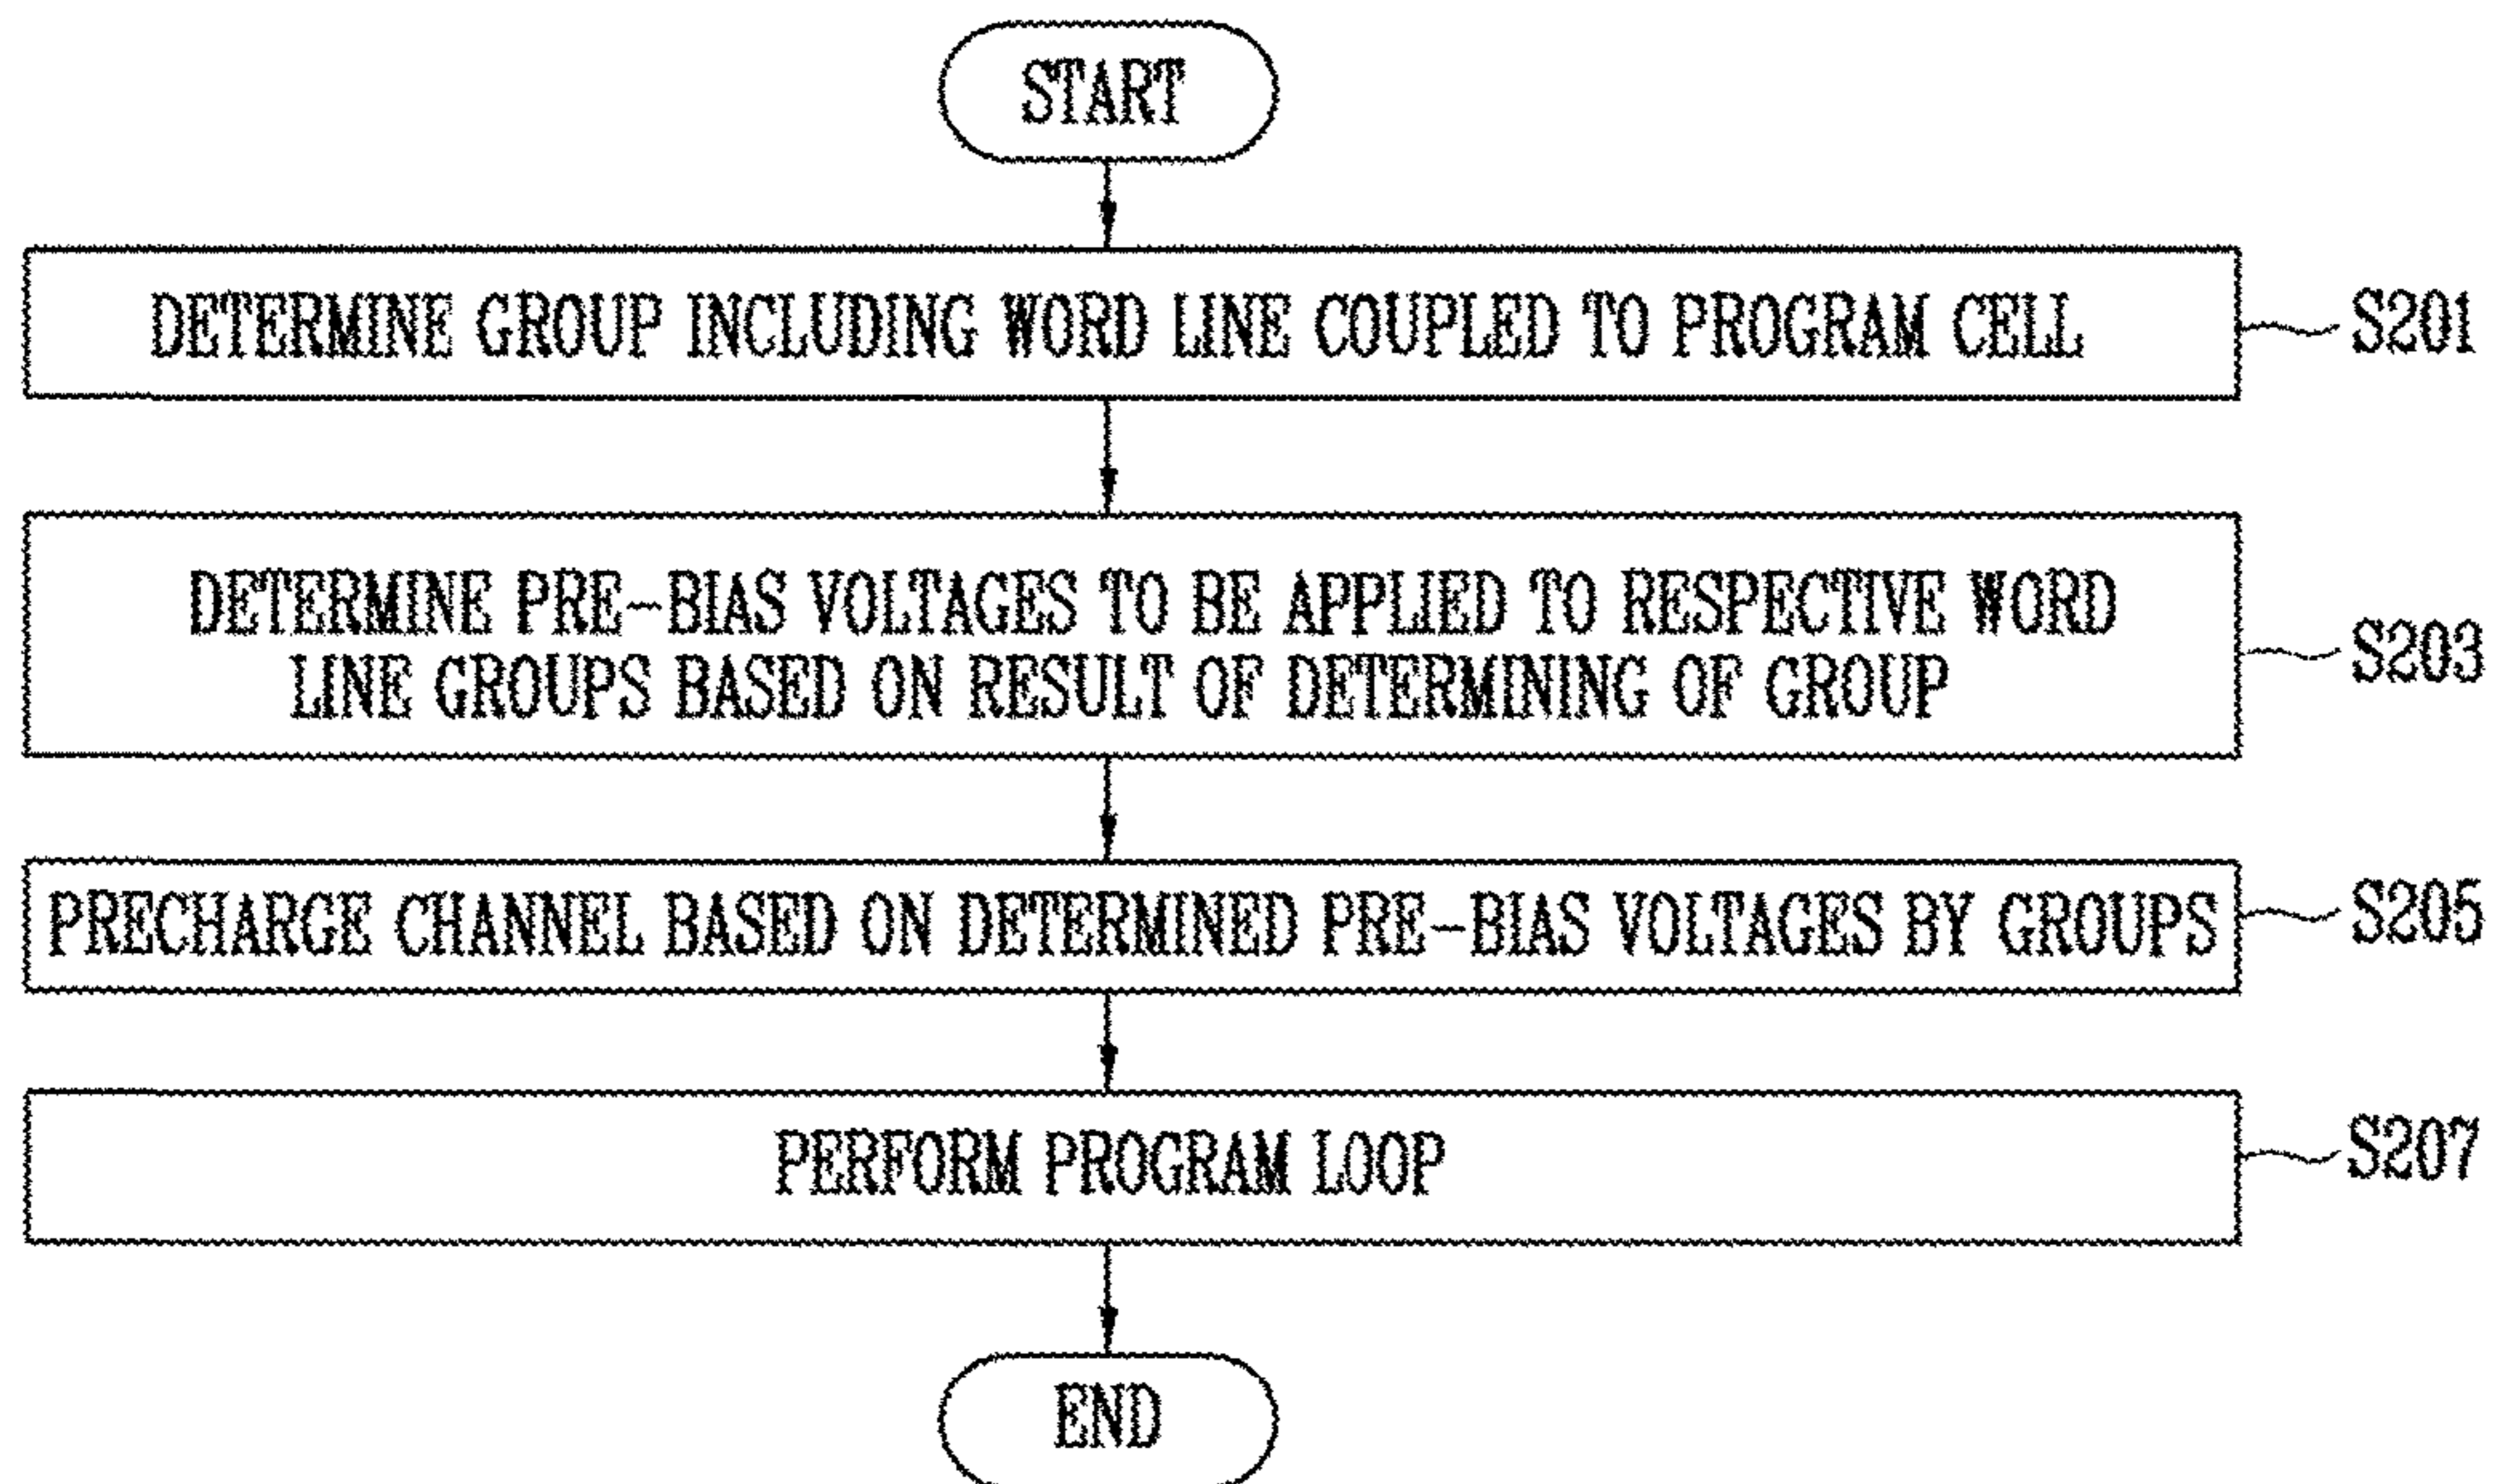 START
DETERMINE GROUP INCLUDING WORD LINE COUPLED TO PROGRAM CELL
S201
DETERMINE PRE-BIAS VOLTAGES TO BE APPLIED TO RESPECTIVE WORD
LINE GROUPS BASED ON RESULT OF DETERMINING OF GROUP
S203
PRECHARGE CHANNEL BASED ON DETERMINED PRE-BIAS VOLTAGES BY GROUPS
S205
PERFORM PROGRAM LOOP
S207
END